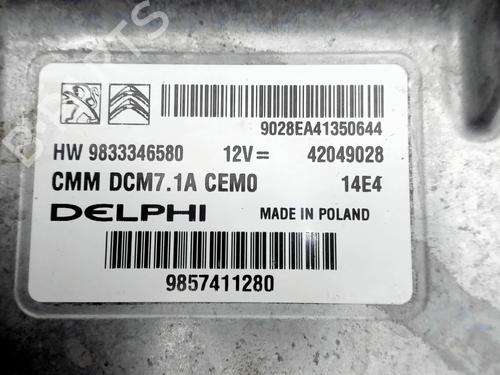 9028EA41350644
HW 9833346580 12V= 42049028
CMM DCM7.1A CEM0 14E4
DELPHI MADE IN POLAND
9857411280